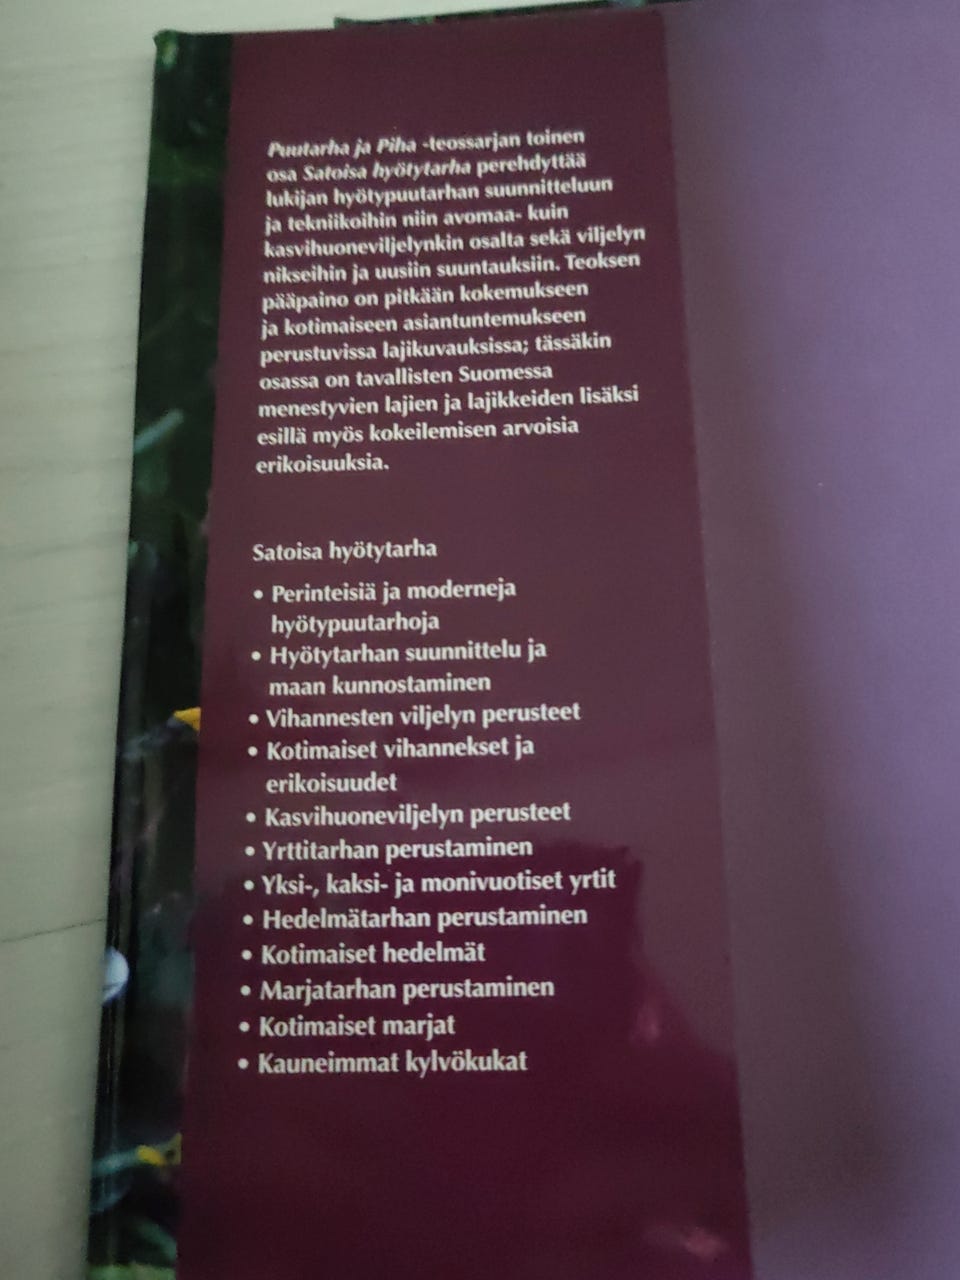 Puutarha ja Piha -teossarjan toinen
osa Satoisa hyötytarha perehdyttää
lukijan hyötypuutarhan suunnitteluun
ja tekniikoihin niin avomaa- kuin
kasvihuoneviljelynkin osalta sekä viljelyn
nikseihin ja uusiin suuntauksiin. Teoksen
pääpaino on pitkään kokemukseen
ja kotimaiseen asiantuntemukseen
perustuvissa lajikuvauksissa; tässäkin
osassa on tavallisten Suomessa
menestyvien lajien ja lajikkeiden lisäksi
esillä myös kokeilemisen arvoisia
erikoisuuksia.
Satoisa hyötytarha
• Perinteisiä ja moderneja
hyötypuutarhoja
• Hyötytarhan suunnittelu ja
maan kunnostaminen
• Vihannesten viljelyn perusteet
• Kotimaiset vihannekset ja
erikoisuudet
• Kasvihuoneviljelyn perusteet
• Yrttitarhan perustaminen
• Yksi-, kaksi- ja monivuotiset yrtit
• Hedelmätarhan perustaminen
• Kotimaiset hedelmät
• Marjatarhan perustaminen
• Kotimaiset marjat
• Kauneimmat kylvökukat